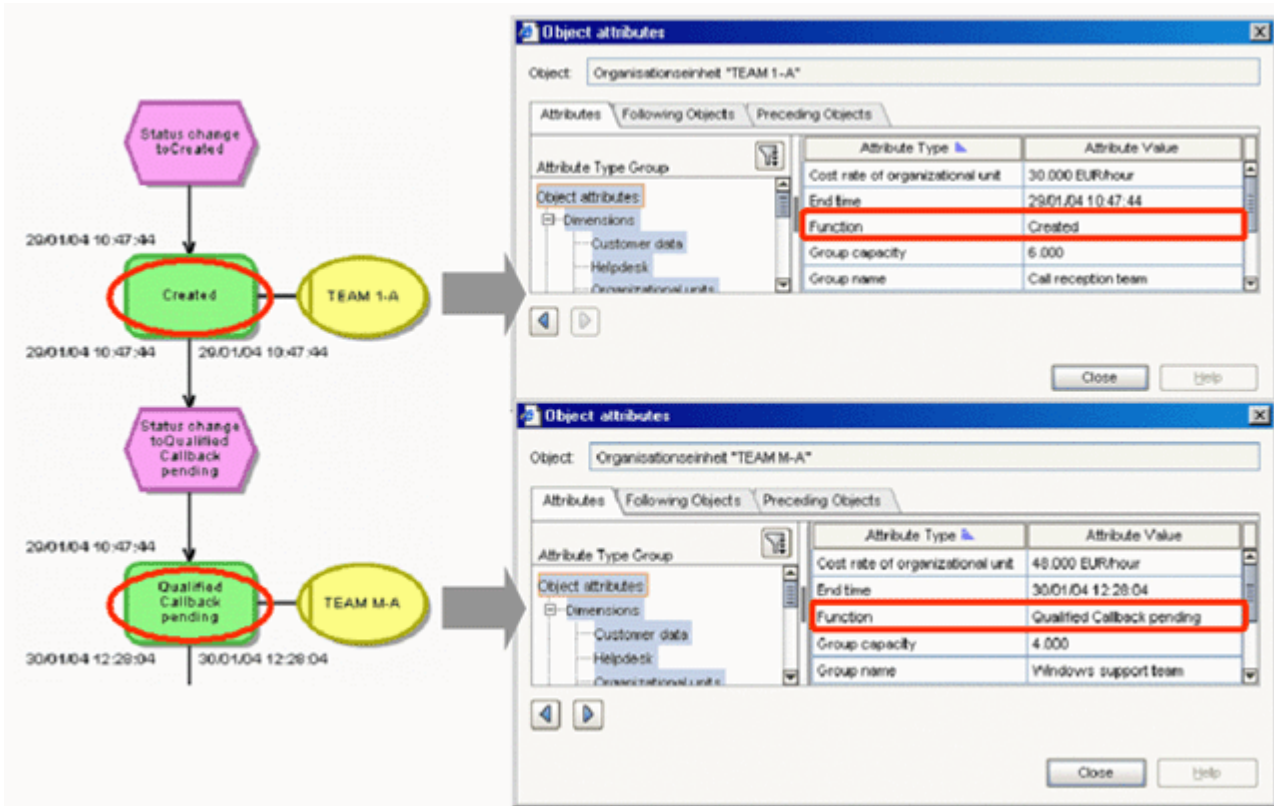 Status change
toCreated
29/01/04 10:47:44
Created
TEAM 1-A
29/01/04 10:47:44
29/01/04 10:47:44
Status change
toQualified
Callback
pending
29/01/04 10:47:44
Qualified
Callback
pending
TEAM M-A
30/01/04 12:28:04
30/01/04 12:28:04
Object attributes
Object:
Organisationseinheit "TEAM 1-A"
Attributes
Following Objects
Preceding Objects
Attribute Type Group
Object attributes
Dimensions
Customer data
Helpdesk
Organizational units
Attribute Type
Attribute Value
Cost rate of organizational unit
30.000 EUR/hour
End time
29/01/04 10:47:44
Function
Created
Group capacity
6.000
Group name
Call reception team
Close
Help
Object attributes
Object:
Organisationseinheit "TEAM M-A"
Attributes
Following Objects
Preceding Objects
Attribute Type Group
Object attributes
Dimensions
Customer data
Helpdesk
Organizational units
Attribute Type
Attribute Value
Cost rate of organizational unit
48.000 EUR/hour
End time
30/01/04 12:28:04
Function
Qualified Callback pending
Group capacity
4.000
Group name
Windows support team
Close
Help